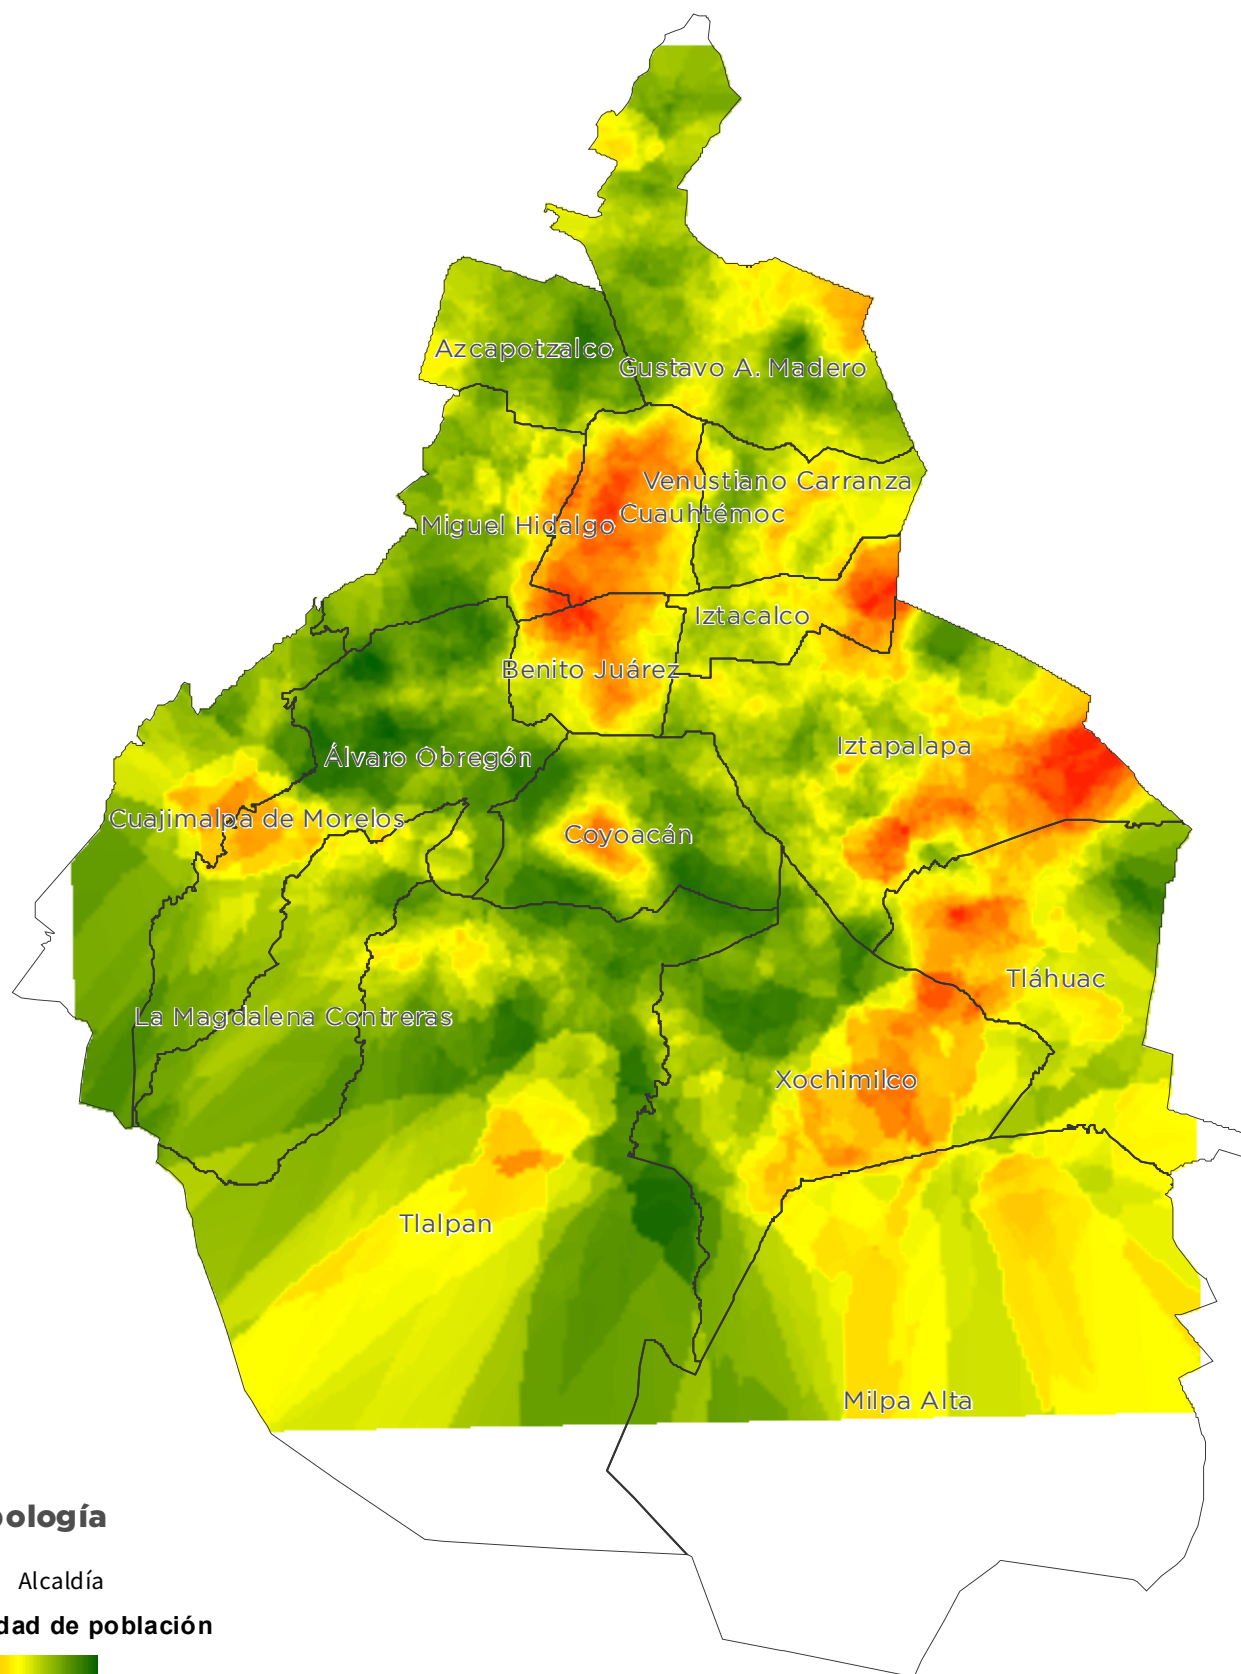 Azcapotzalco
Gustavo A. Madero
Venustiano Carranza
Cuauhtémoc
Miguel Hidalgo
Iztacalco
Benito Juárez
Iztapalapa
Álvaro Obregón
Cuajimalpa de Morelos
Coyoacán
Tláhuac
La Magdalena Contreras
Xochimilco
Tlalpan
Milpa Alta
pología
Alcaldía
dad de población